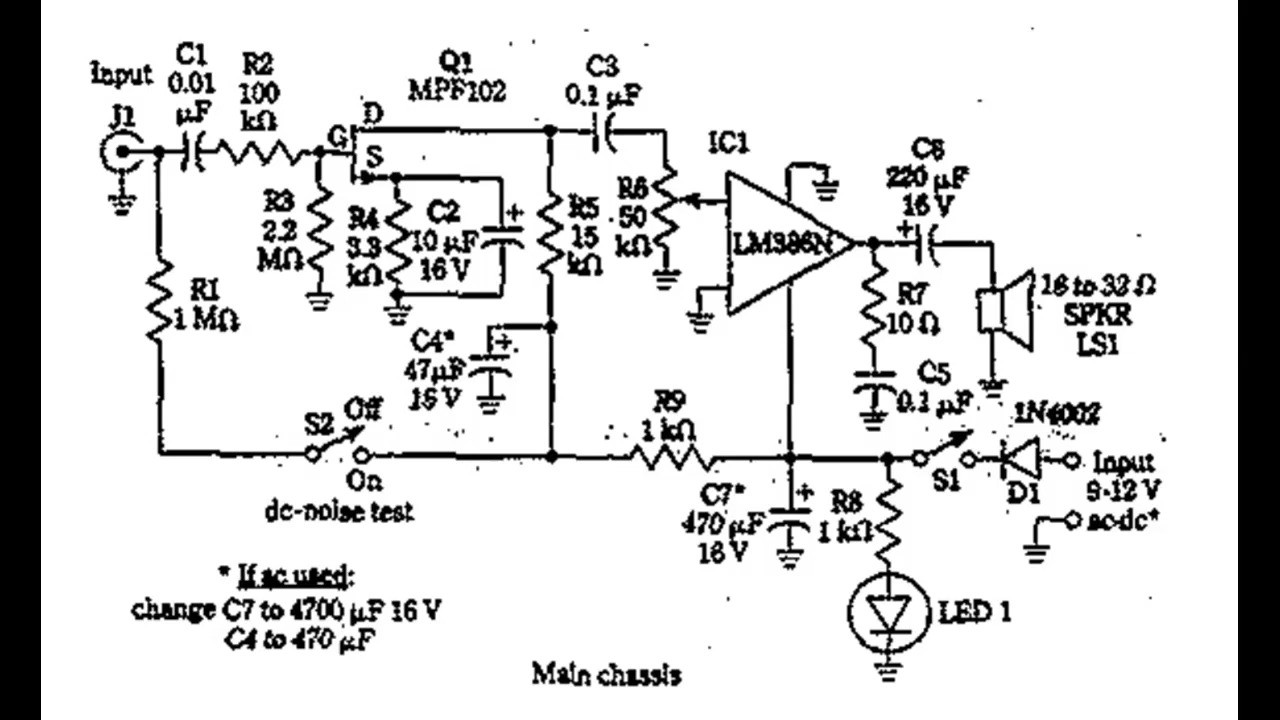 Input
J1
C1
0.01
µF
R2
100
kΩ
Q1
MPF102
D
G
S
C3
0.1 µF
IC1
C6
220 µF
16 V
+
R3
2.2
MΩ
R4
3.3
kΩ
C2
10 µF
16 V
+
R5
15
kΩ
R6
50
kΩ
LM386N
R1
1 MΩ
R7
10 Ω
16 to 32 Ω
SPKR
LS1
C4*
47µF
16 V
+
C5
0.1 µF
S2
Off
On
dc-noise test
R9
1 kΩ
1N4002
D1
S1
Input
9-12 V
ac-dc*
C7*
470 µF
16 V
+
R8
1 kΩ
LED 1
* If ac used:
change C7 to 4700 µF 16 V
C4 to 470 µF
Main chassis